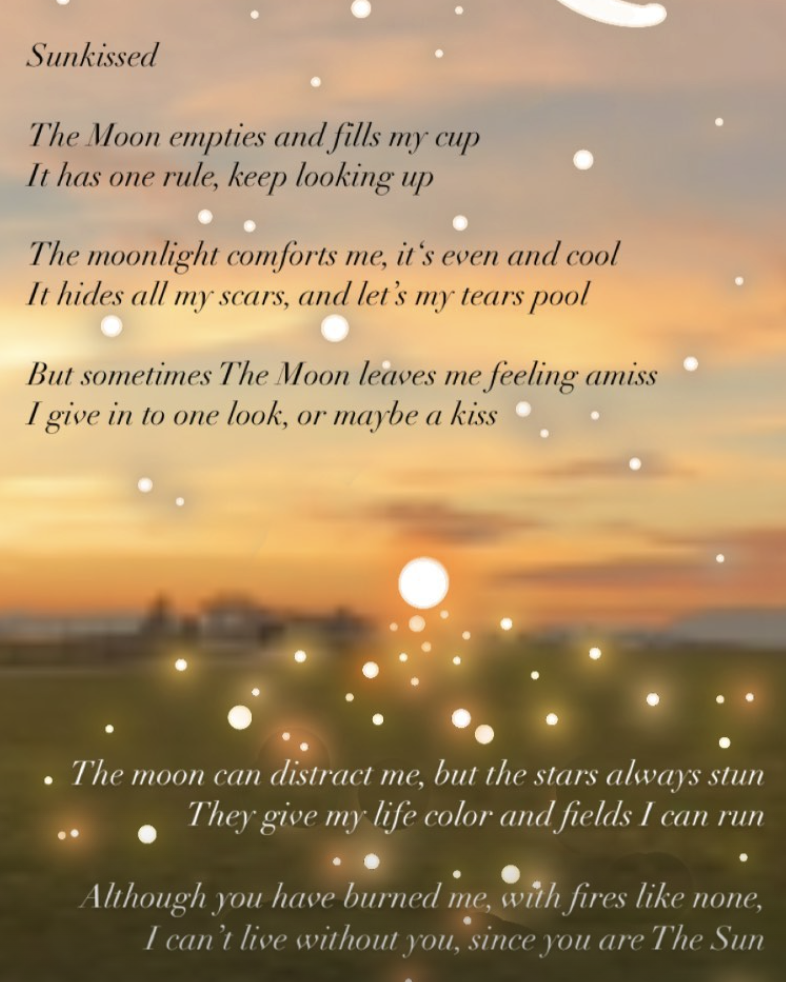 Sunkissed
The Moon empties and fills my cup
It has one rule, keep looking up
The moonlight comforts me, it‘s even and cool
It hides all my scars, and let’s my tears pool
But sometimes The Moon leaves me feeling amiss
I give in to one look, or maybe a kiss
The moon can distract me, but the stars always stun
They give my life color and fields I can run
Although you have burned me, with fires like none,
I can’t live without you, since you are The Sun